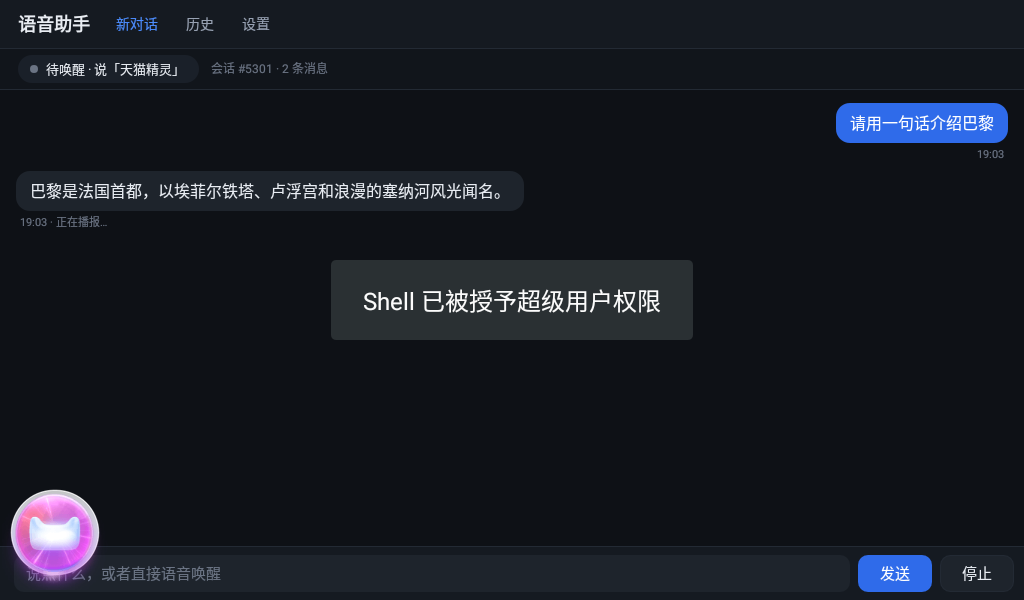 语音助手 新对话 历史 设置
待唤醒 · 说「天猫精灵」 会话 #5301 · 2 条消息
请用一句话介绍巴黎
19:03
巴黎是法国首都，以埃菲尔铁塔、卢浮宫和浪漫的塞纳河风光闻名。
19:03 · 正在播报…
Shell 已被授予超级用户权限
说点什么，或者直接语音唤醒 发送 停止